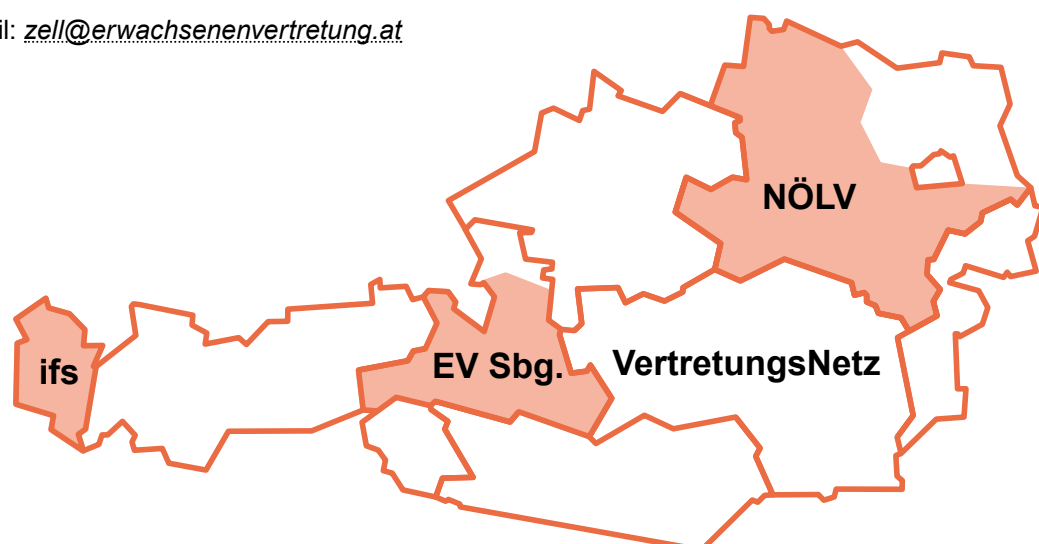 il: zell@erwachsenenvertretung.at
NÖLV
VertretungsNetz
EV Sbg.
ifs